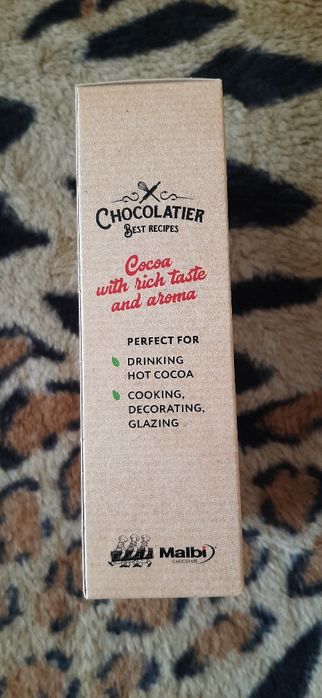 CHOCOLATIER
BEST RECIPES
Cocoa
with rich taste
and aroma
PERFECT FOR
DRINKING
HOT COCOA
COOKING,
DECORATING,
GLAZING
Malbi
CHOCOLATE